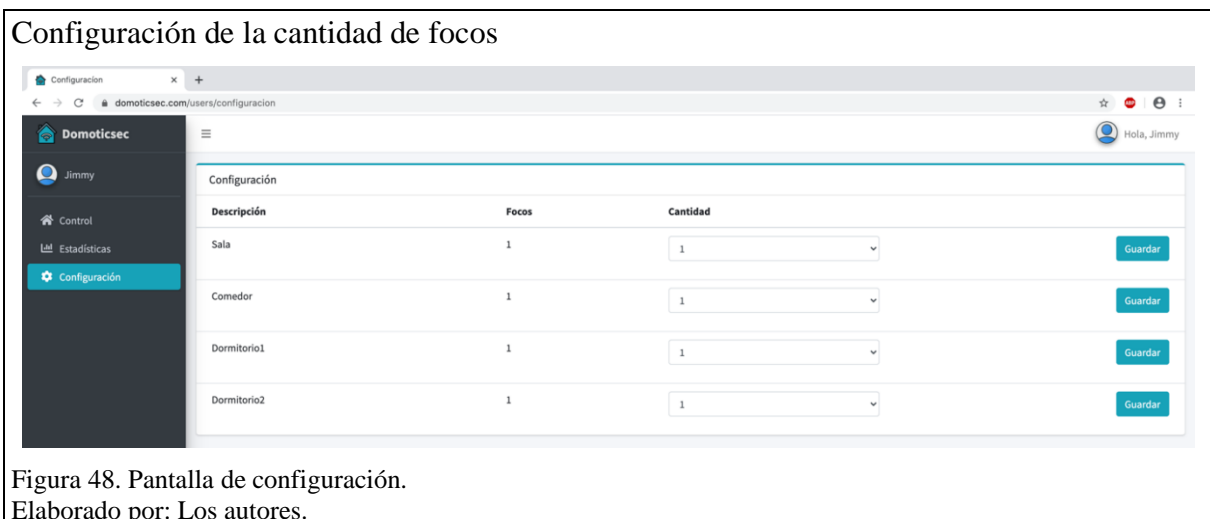 Configuración de la cantidad de focos
Configuracion × +
domoticsec.com/users/configuracion ABP
Domoticsec Hola, Jimmy
Jimmy
Configuración
Descripción Focos Cantidad
Control
Sala 1 1 Guardar
Estadísticas
Configuración
Comedor 1 1 Guardar
Dormitorio1 1 1 Guardar
Dormitorio2 1 1 Guardar
Figura 48. Pantalla de configuración.
Elaborado por: Los autores.